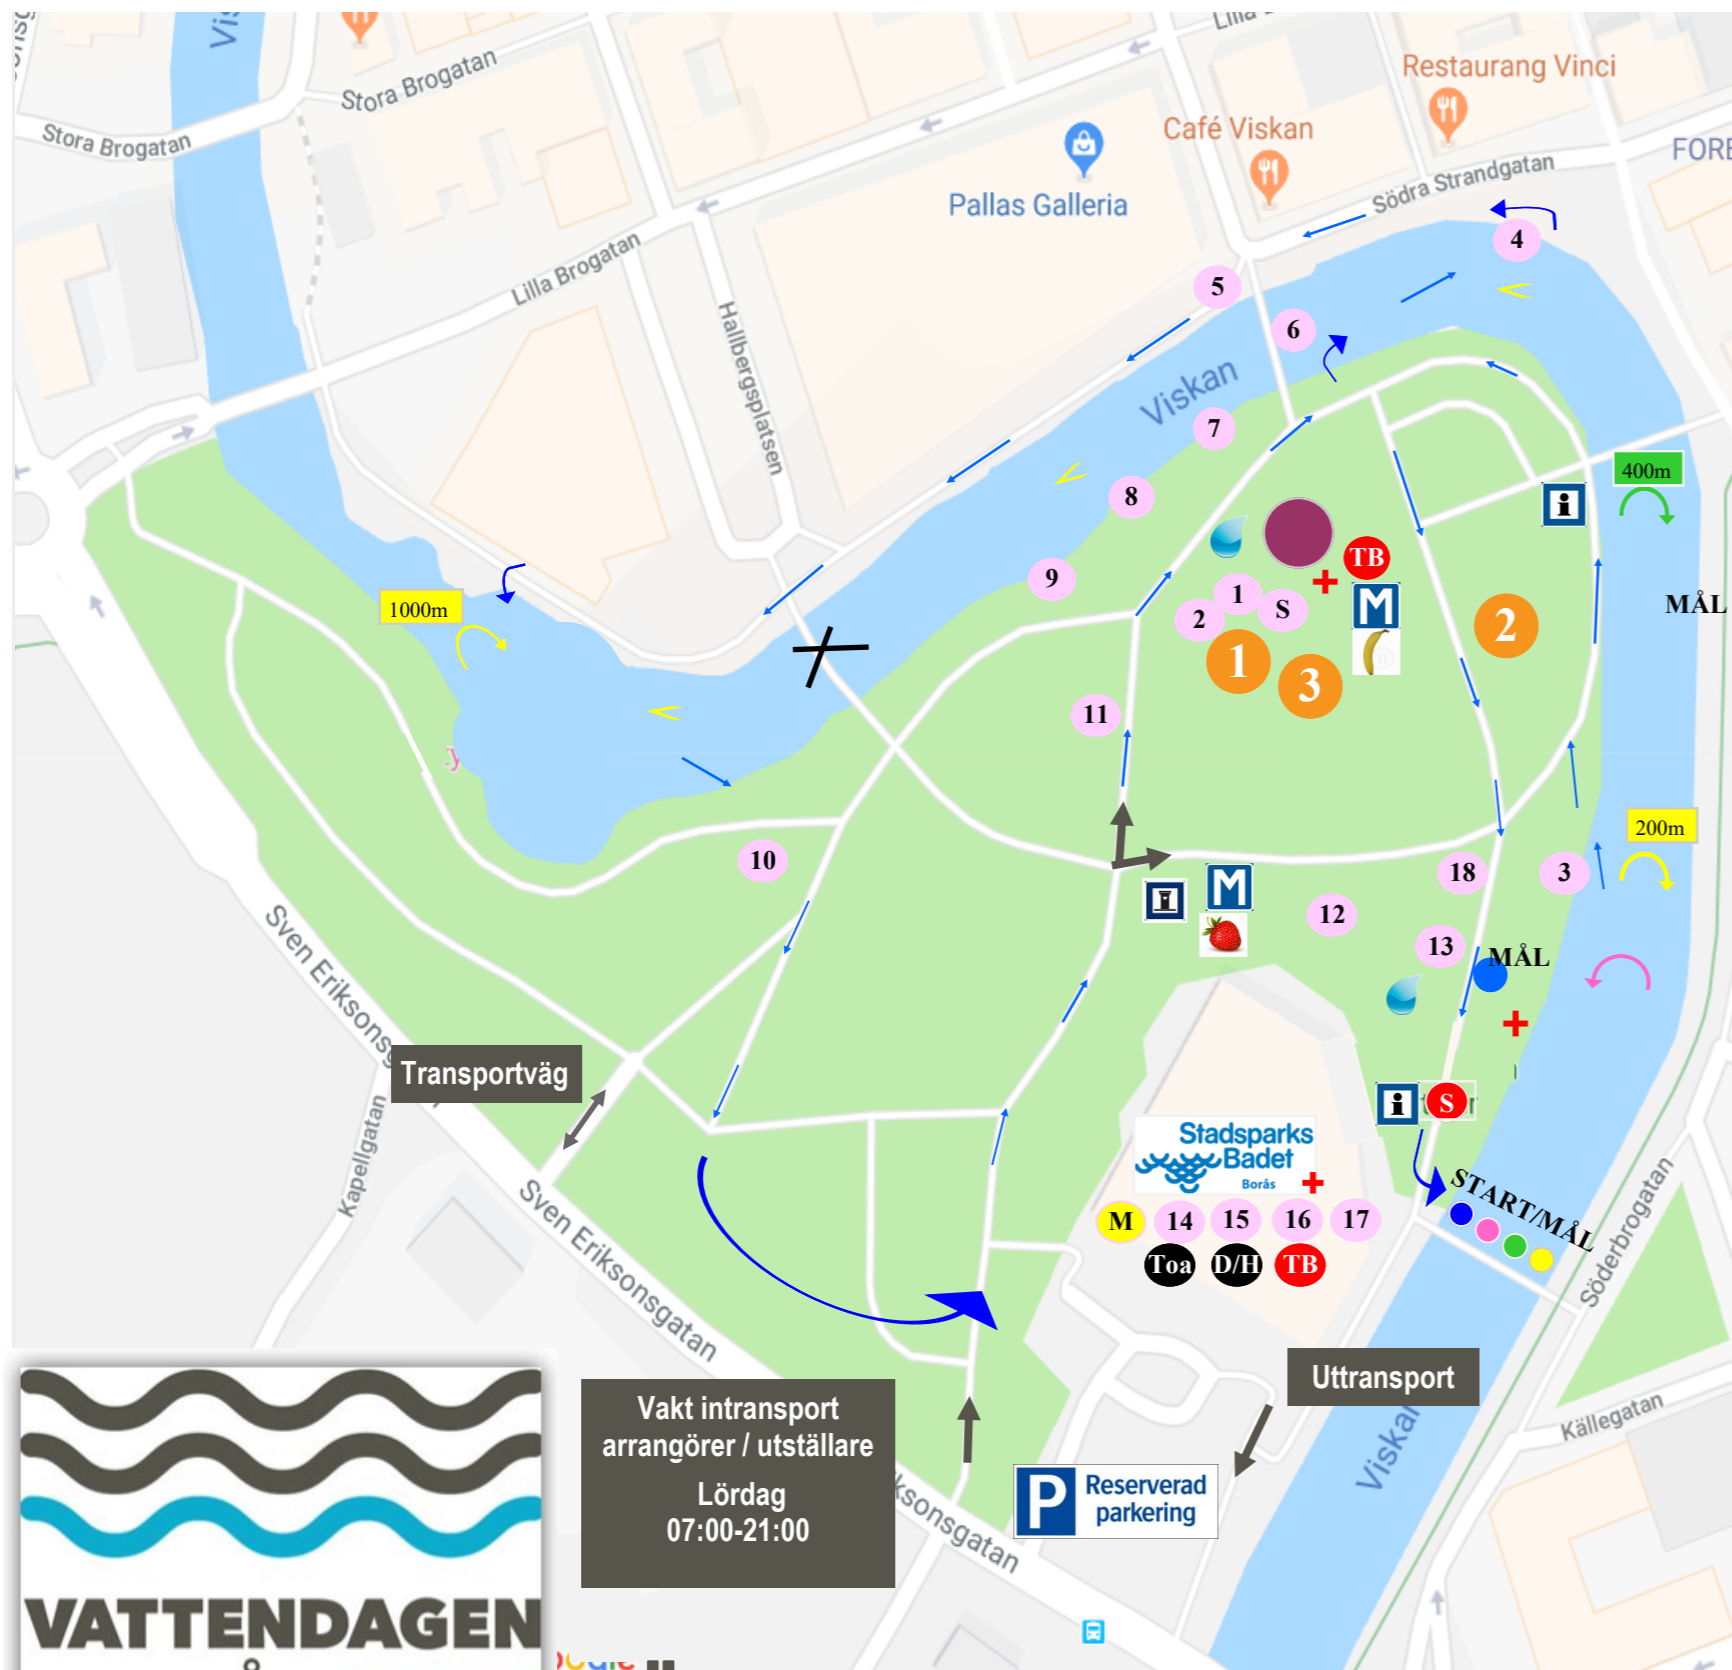 Stora Brogatan
Stora Brogatan
Lilla
Restaurang Vinci
Café Viskan
Pallas Galleria
Södra Strandgatan
4
Lilla Brogatan
5
6
Hallbergsplatsen
Viskan
7
400m
8
TB
9
1
S
M
2
MÅL
1000m
1
3
2
11
200m
10
18
3
M
12
13
MÅL
Sven Eriksonsg
Transportväg
Kapellgatan
S
Stadsparks
Badet
Borås
START/MÅL
M
14
15
16
17
Toa
D/H
TB
Söderbrogatan
Sven Eriksonsgatan
Uttransport
Vakt intransport
arrangörer / utställare
Lördag
07:00-21:00
Källegatan
Viskan
P
Reserverad
parkering
ksonsgatan
VATTENDAGEN